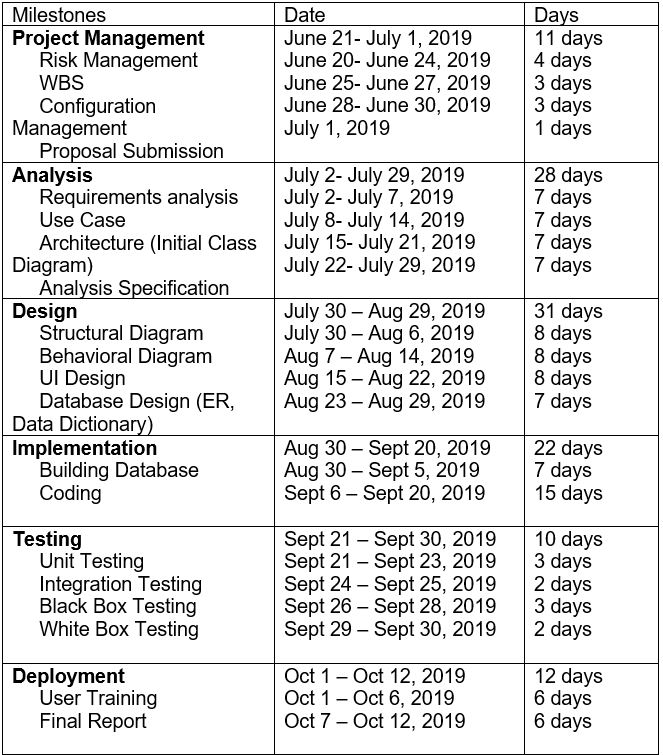 Milestones Date Days
Project Management June 21- July 1, 2019 11 days
Risk Management June 20- June 24, 2019 4 days
WBS June 25- June 27, 2019 3 days
Configuration June 28- June 30, 2019 3 days
Management July 1, 2019 1 days
Proposal Submission
Analysis July 2- July 29, 2019 28 days
Requirements analysis July 2- July 7, 2019 7 days
Use Case July 8- July 14, 2019 7 days
Architecture (Initial Class July 15- July 21, 2019 7 days
Diagram) July 22- July 29, 2019 7 days
Analysis Specification
Design July 30 – Aug 29, 2019 31 days
Structural Diagram July 30 – Aug 6, 2019 8 days
Behavioral Diagram Aug 7 – Aug 14, 2019 8 days
UI Design Aug 15 – Aug 22, 2019 8 days
Database Design (ER, Aug 23 – Aug 29, 2019 7 days
Data Dictionary)
Implementation Aug 30 – Sept 20, 2019 22 days
Building Database Aug 30 – Sept 5, 2019 7 days
Coding Sept 6 – Sept 20, 2019 15 days
Testing Sept 21 – Sept 30, 2019 10 days
Unit Testing Sept 21 – Sept 23, 2019 3 days
Integration Testing Sept 24 – Sept 25, 2019 2 days
Black Box Testing Sept 26 – Sept 28, 2019 3 days
White Box Testing Sept 29 – Sept 30, 2019 2 days
Deployment Oct 1 – Oct 12, 2019 12 days
User Training Oct 1 – Oct 6, 2019 6 days
Final Report Oct 7 – Oct 12, 2019 6 days